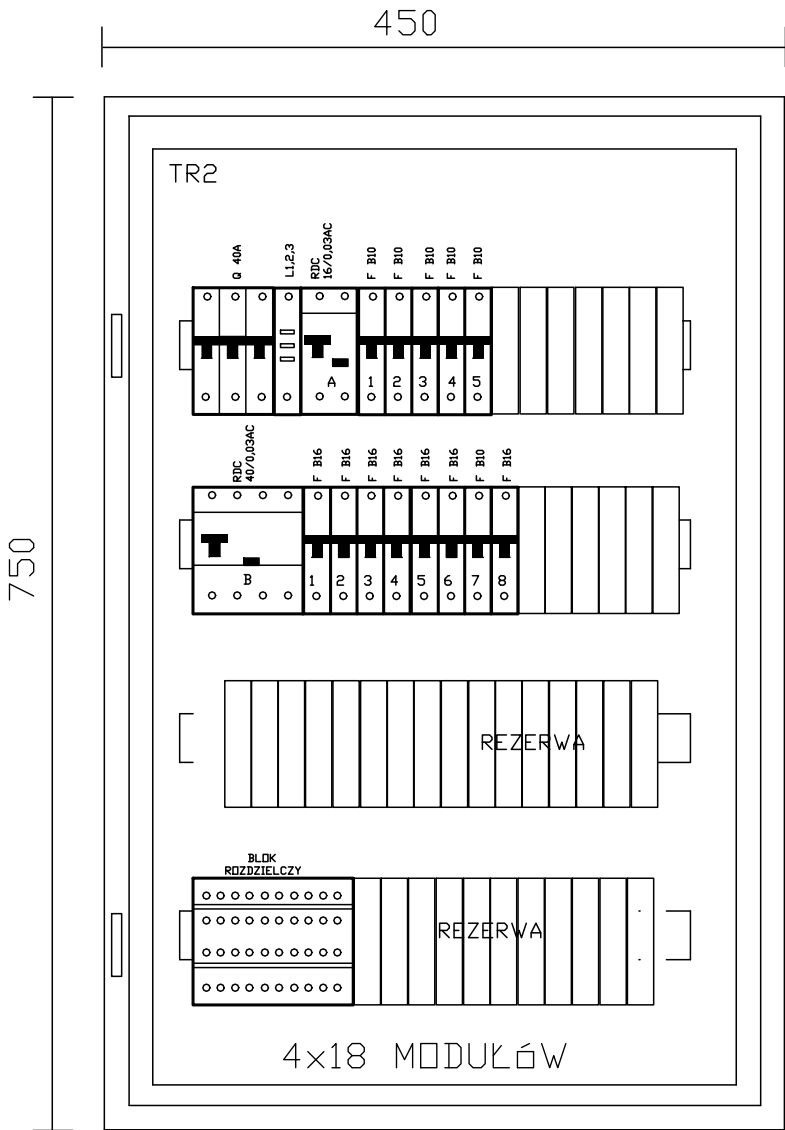 450
750
TR2
Q 40A
L1,2,3
RDC
16/0,03AC
F B10
F B10
F B10
F B10
F B10
A
1
2
3
4
5
RDC
40/0,03AC
F B16
F B16
F B16
F B16
F B16
F B16
F B10
F B16
B
1
2
3
4
5
6
7
8
REZERWA
BLOK
ROZDZIELCZY
REZERWA
4x18 MODUŁóW